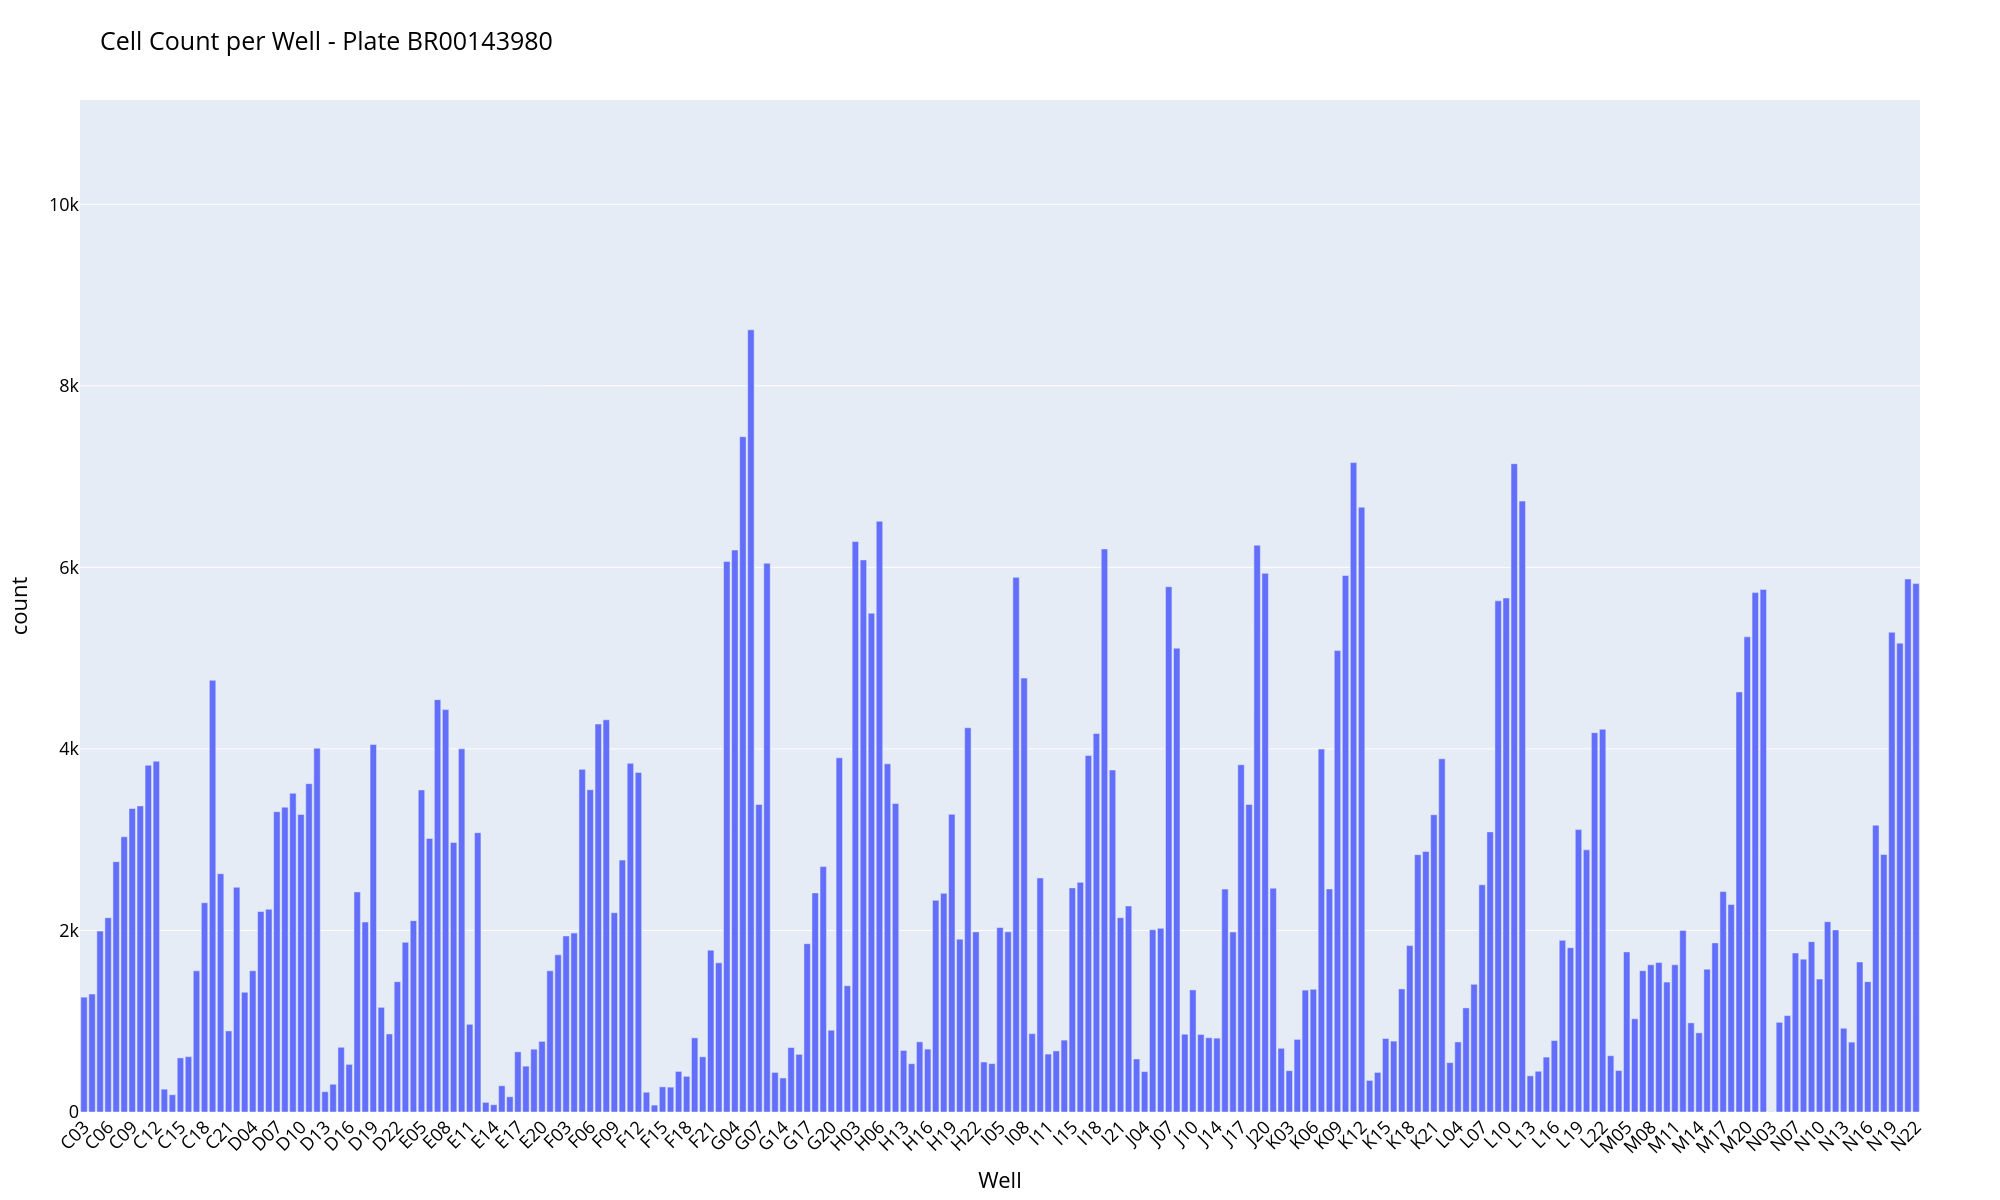 Cell Count per Well - Plate BR00143980
10k
8k
6k
4k
2k
0
count
C03 C06 C09 C12 C15 C18 C21 D04 D07 D10 D13 D16 D19 D22 E05 E08 E11 E14 E17 E20 F03 F06 F09 F12 F15 F18 F21 G04 G07 G14 G17 G20 H03 H06 H13 H16 H19 H22 I05 I08 I11 I15 I18 I21 J04 J07 J10 J14 J17 J20 K03 K06 K09 K12 K15 K18 K21 L04 L07 L10 L13 L16 L19 L22 M05 M08 M11 M14 M17 M20 N03 N07 N10 N13 N16 N19 N22
Well